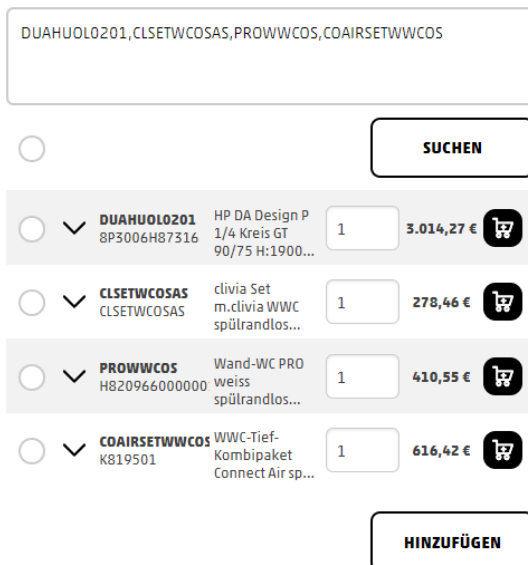 DUAHUOL0201,CLSETWCOSAS,PROWWCOS,COAIRSETWWCOS
SUCHEN
DUAHUOL0201
8P3006H87316
HP DA Design P
1/4 Kreis GT
90/75 H:1900...
1
3.014,27 €
CLSETWCOSAS
CLSETWCOSAS
clivia Set
m.clivia WWC
spülrandlos...
1
278,46 €
PROWWCOS
H820966000000
Wand-WC PRO
weiss
spülrandlos...
1
410,55 €
COAIRSETWWCOS
K819501
WWC-Tief-
Kombipaket
Connect Air sp...
1
616,42 €
HINZUFÜGEN